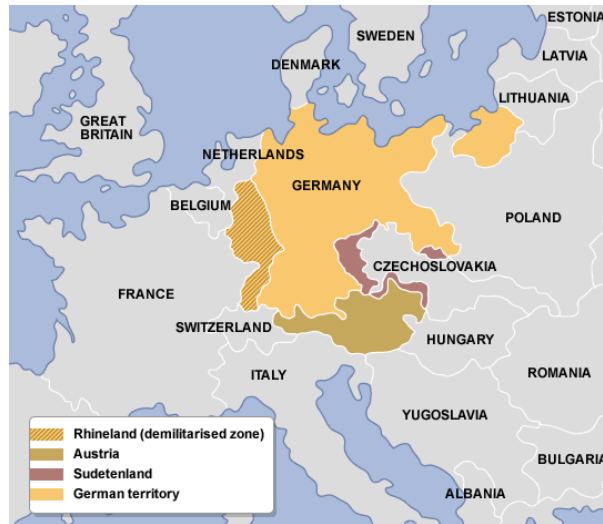 ESTONIA
SWEDEN
LATVIA
DENMARK
LITHUANIA
GREAT
BRITAIN
NETHERLANDS
GERMANY
BELGIUM
POLAND
CZECHOSLOVAKIA
FRANCE
SWITZERLAND
HUNGARY
ROMANIA
ITALY
YUGOSLAVIA
BULGARIA
ALBANIA
Rhineland (demilitarised zone)
Austria
Sudetenland
German territory